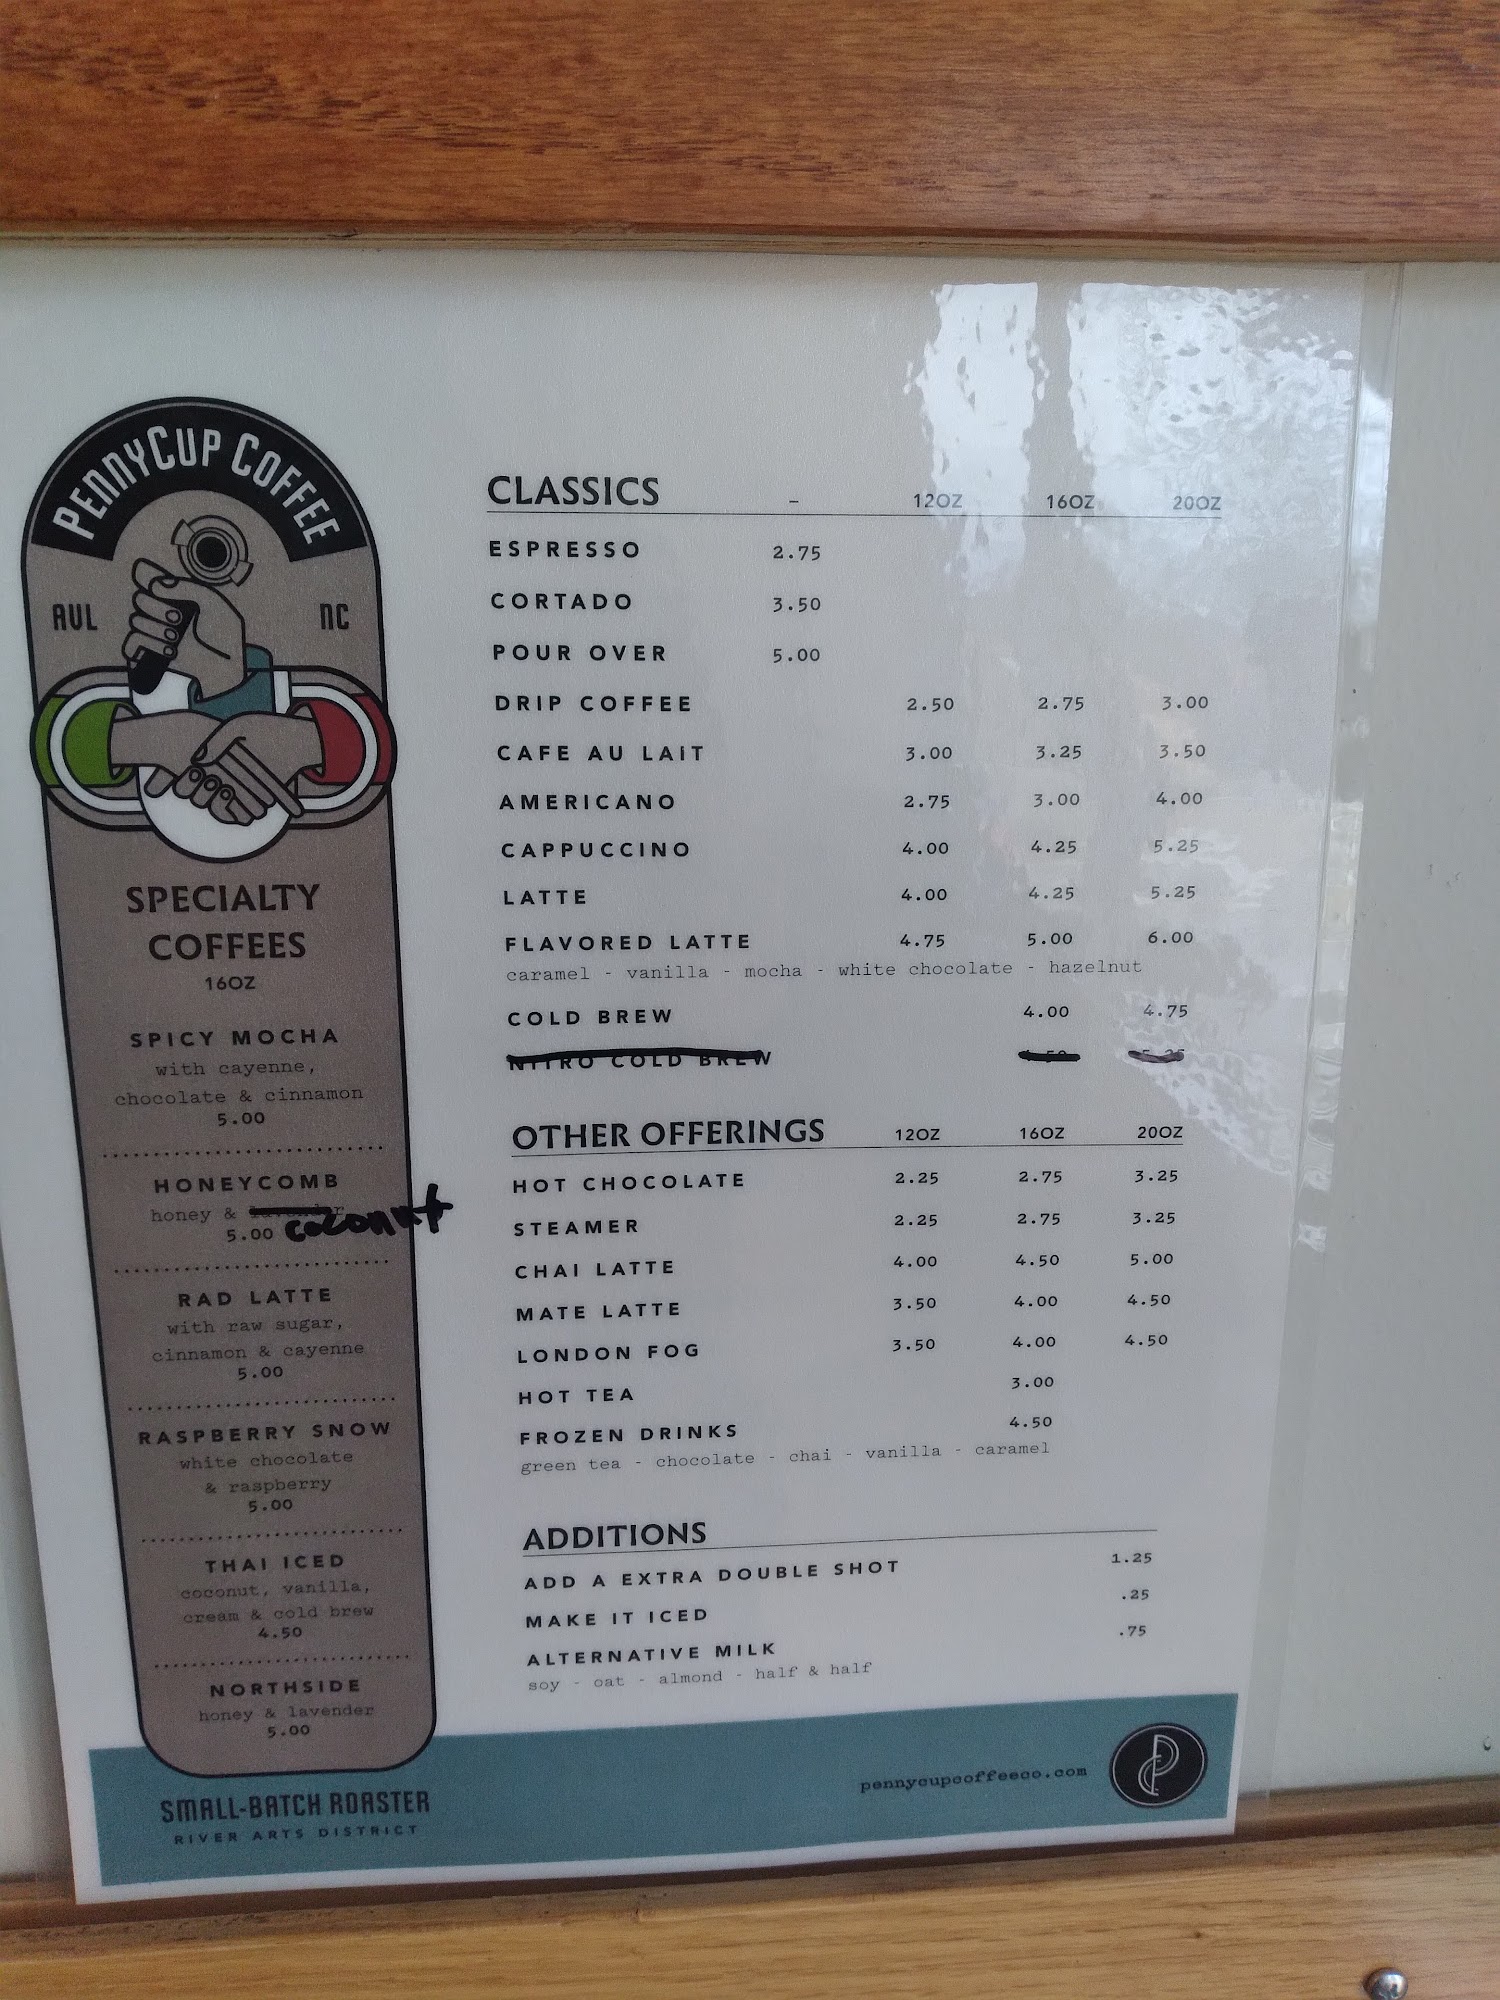 PENNYCUP COFFEE
AVL NC
SPECIALTY
COFFEES
16OZ
SPICY MOCHA
with cayenne,
chocolate & cinnamon
5.00
HONEYCOMB
honey & lavender
5.00 coconut
RAD LATTE
with raw sugar,
cinnamon & cayenne
5.00
RASPBERRY SNOW
white chocolate
& raspberry
5.00
THAI ICED
coconut, vanilla,
cream & cold brew
4.50
NORTHSIDE
honey & lavender
5.00
SMALL-BATCH ROASTER
RIVER ARTS DISTRICT
CLASSICS – 12OZ 16OZ 20OZ
ESPRESSO 2.75
CORTADO 3.50
POUR OVER 5.00
DRIP COFFEE 2.50 2.75 3.00
CAFE AU LAIT 3.00 3.25 3.50
AMERICANO 2.75 3.00 4.00
CAPPUCCINO 4.00 4.25 5.25
LATTE 4.00 4.25 5.25
FLAVORED LATTE 4.75 5.00 6.00
caramel - vanilla - mocha - white chocolate - hazelnut
COLD BREW 4.00 4.75
NITRO COLD BREW
OTHER OFFERINGS 12OZ 16OZ 20OZ
HOT CHOCOLATE 2.25 2.75 3.25
STEAMER 2.25 2.75 3.25
CHAI LATTE 4.00 4.50 5.00
MATE LATTE 3.50 4.00 4.50
LONDON FOG 3.50 4.00 4.50
HOT TEA 3.00
FROZEN DRINKS 4.50
green tea - chocolate - chai - vanilla - caramel
ADDITIONS
ADD A EXTRA DOUBLE SHOT 1.25
MAKE IT ICED .25
ALTERNATIVE MILK .75
soy - oat - almond - half & half
pennycupcoffeeco.com